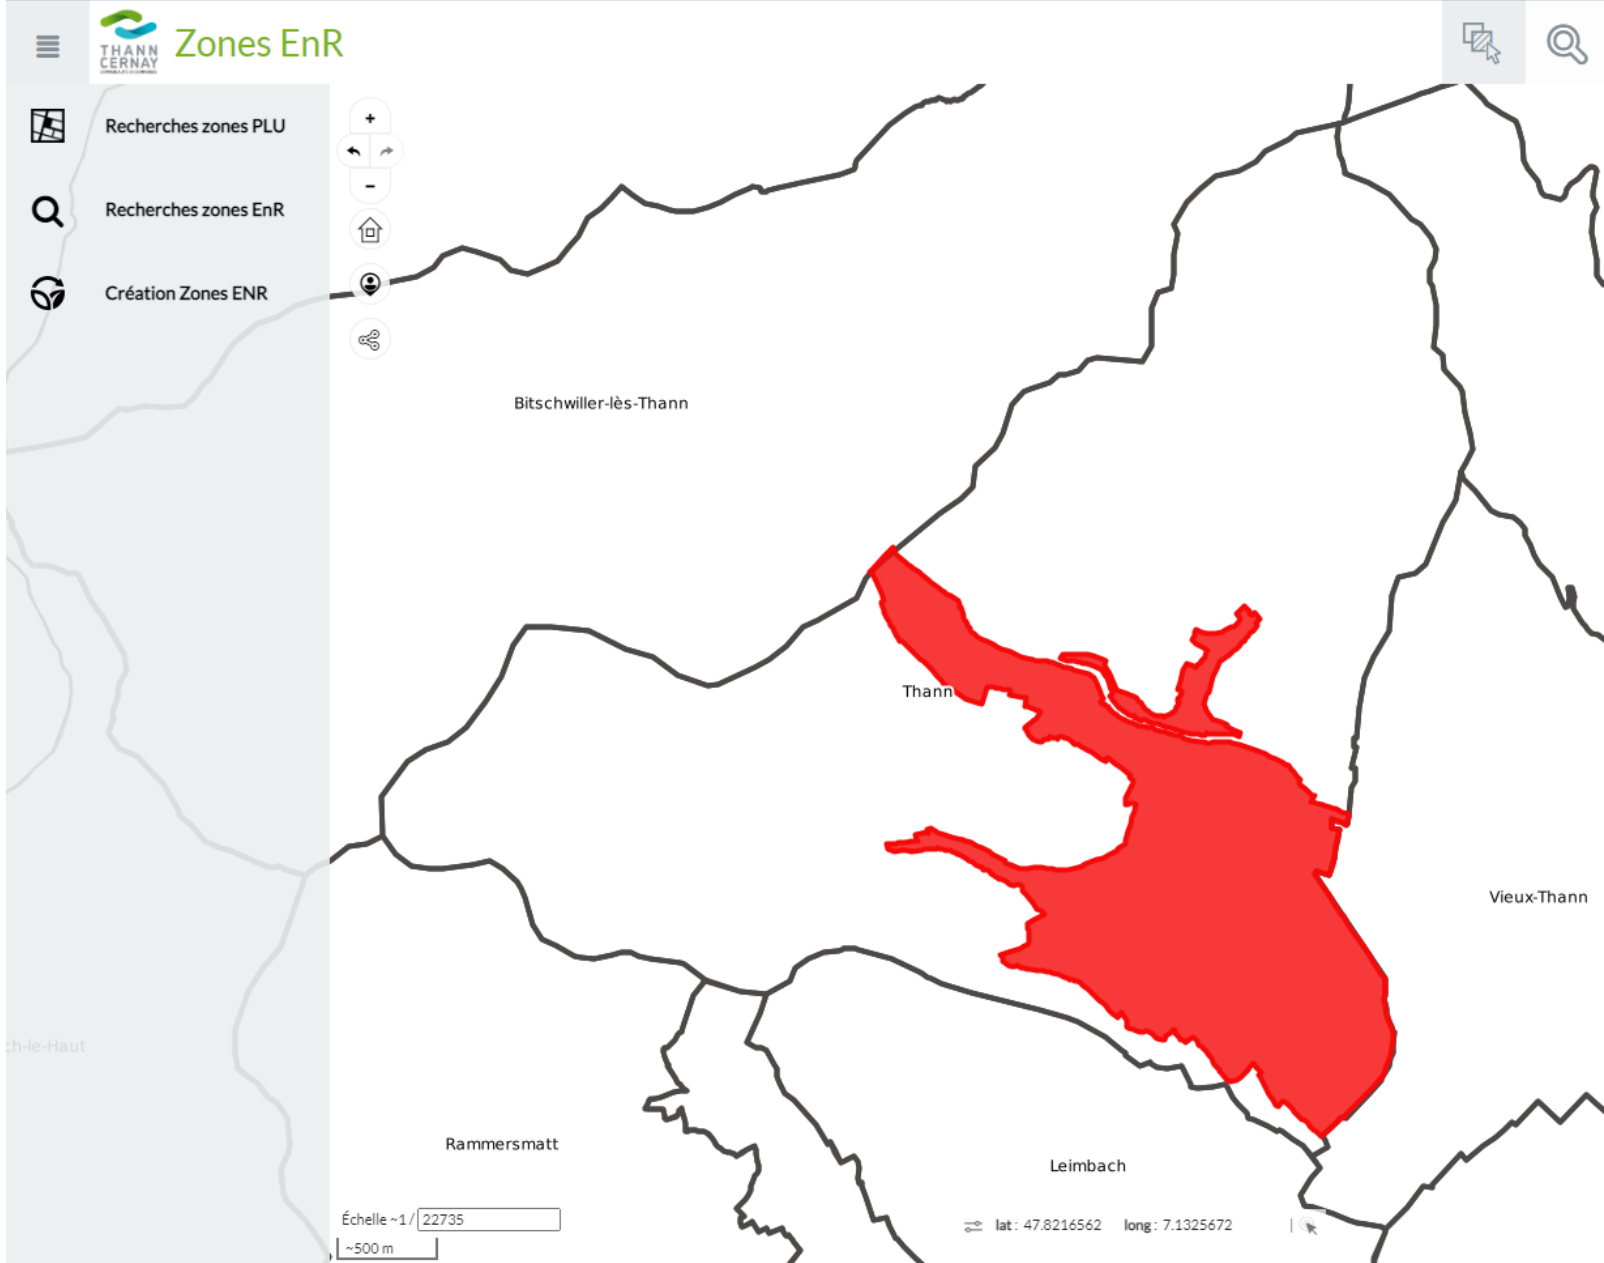 THANN
CERNAY
Zones EnR
Recherches zones PLU
Recherches zones EnR
Création Zones ENR
+
-
Bitschwiller-lès-Thann
Thann
Vieux-Thann
ch-le-Haut
Rammersmatt
Leimbach
Échelle ~1 / 22735
~500 m
lat : 47.8216562 long : 7.1325672 |